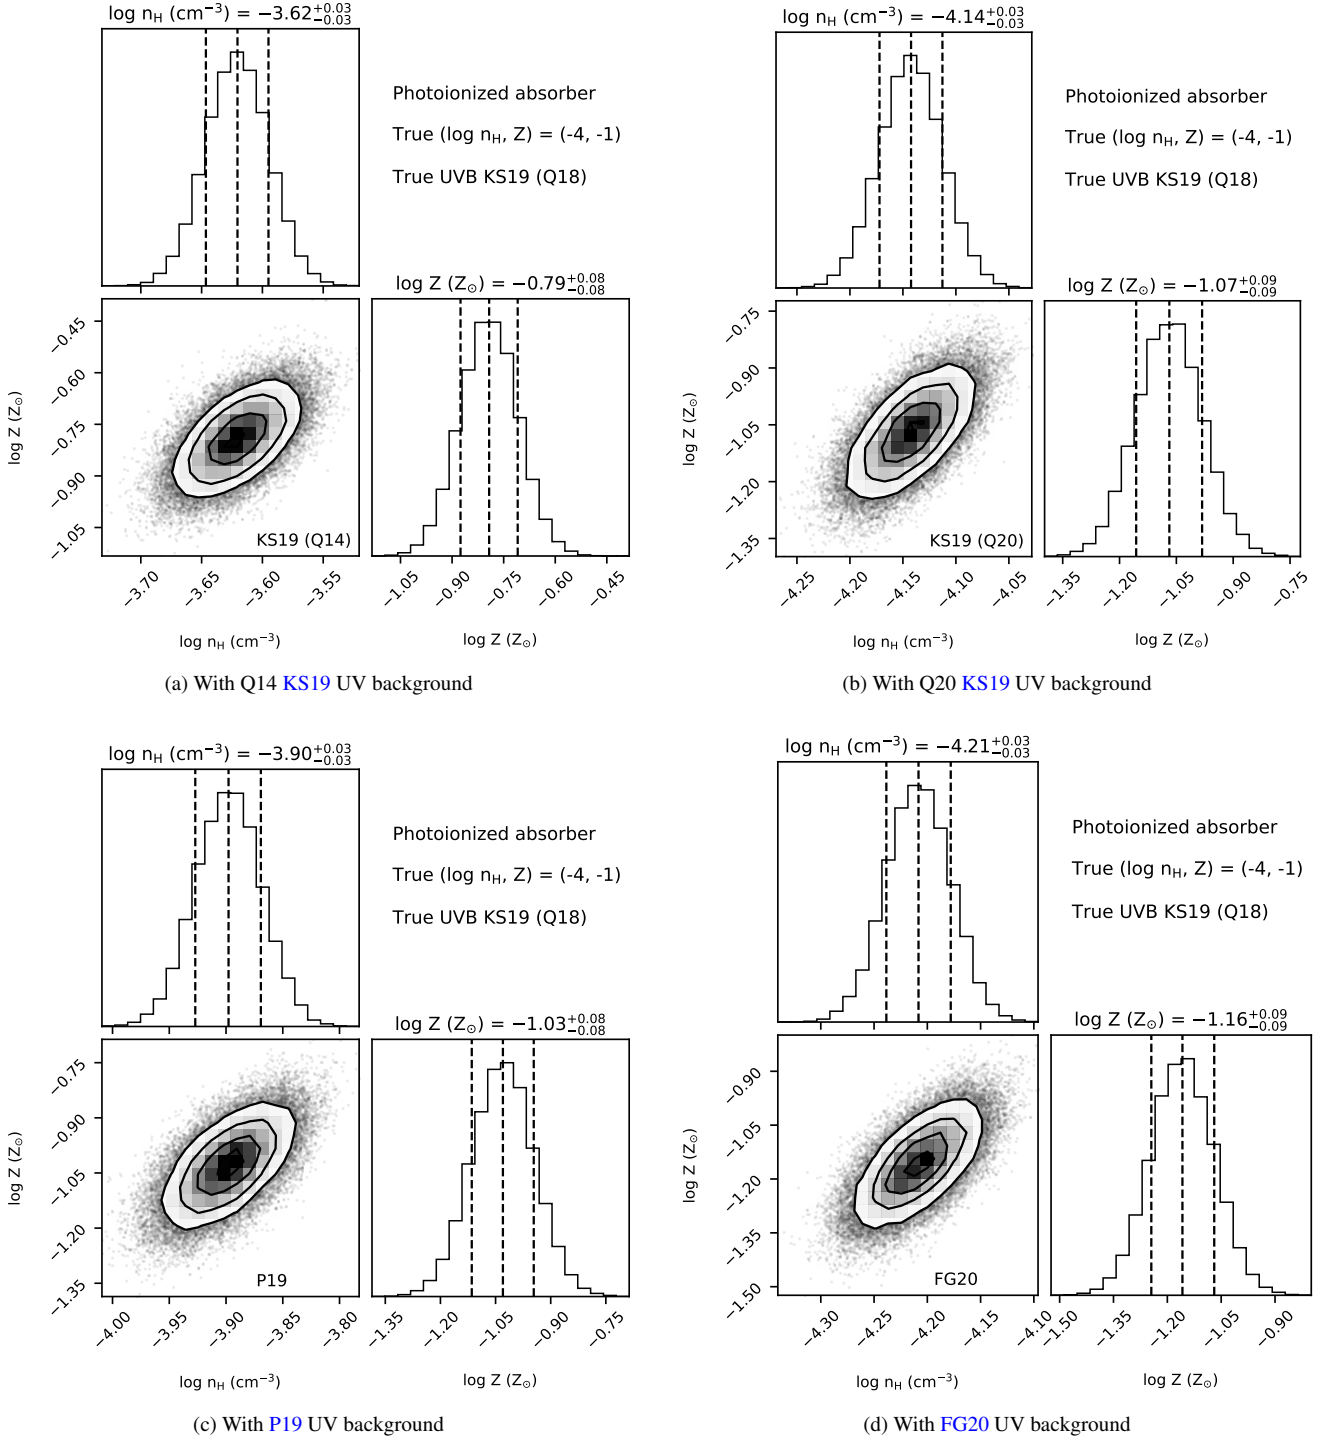 log n_H (cm⁻³) = −3.62 +0.03 −0.03
Photoionized absorber
True (log n_H, Z) = (-4, -1)
True UVB KS19 (Q18)
log Z (Z⊙) = −0.79 +0.08 −0.08
log Z (Z⊙)
−0.45
−0.60
−0.75
−0.90
−1.05
KS19 (Q14)
−3.70 −3.65 −3.60 −3.55
log n_H (cm⁻³)
−1.05 −0.90 −0.75 −0.60 −0.45
log Z (Z⊙)
(a) With Q14 KS19 UV background
log n_H (cm⁻³) = −4.14 +0.03 −0.03
Photoionized absorber
True (log n_H, Z) = (-4, -1)
True UVB KS19 (Q18)
log Z (Z⊙) = −1.07 +0.09 −0.09
log Z (Z⊙)
−0.75
−0.90
−1.05
−1.20
−1.35
KS19 (Q20)
−4.25 −4.20 −4.15 −4.10 −4.05
log n_H (cm⁻³)
−1.35 −1.20 −1.05 −0.90 −0.75
log Z (Z⊙)
(b) With Q20 KS19 UV background
log n_H (cm⁻³) = −3.90 +0.03 −0.03
Photoionized absorber
True (log n_H, Z) = (-4, -1)
True UVB KS19 (Q18)
log Z (Z⊙) = −1.03 +0.08 −0.08
log Z (Z⊙)
−0.75
−0.90
−1.05
−1.20
−1.35
P19
−4.00 −3.95 −3.90 −3.85 −3.80
log n_H (cm⁻³)
−1.35 −1.20 −1.05 −0.90 −0.75
log Z (Z⊙)
(c) With P19 UV background
log n_H (cm⁻³) = −4.21 +0.03 −0.03
Photoionized absorber
True (log n_H, Z) = (-4, -1)
True UVB KS19 (Q18)
log Z (Z⊙) = −1.16 +0.09 −0.09
log Z (Z⊙)
−0.90
−1.05
−1.20
−1.35
−1.50
FG20
−4.30 −4.25 −4.20 −4.15 −4.10
log n_H (cm⁻³)
−1.50 −1.35 −1.20 −1.05 −0.90
log Z (Z⊙)
(d) With FG20 UV background